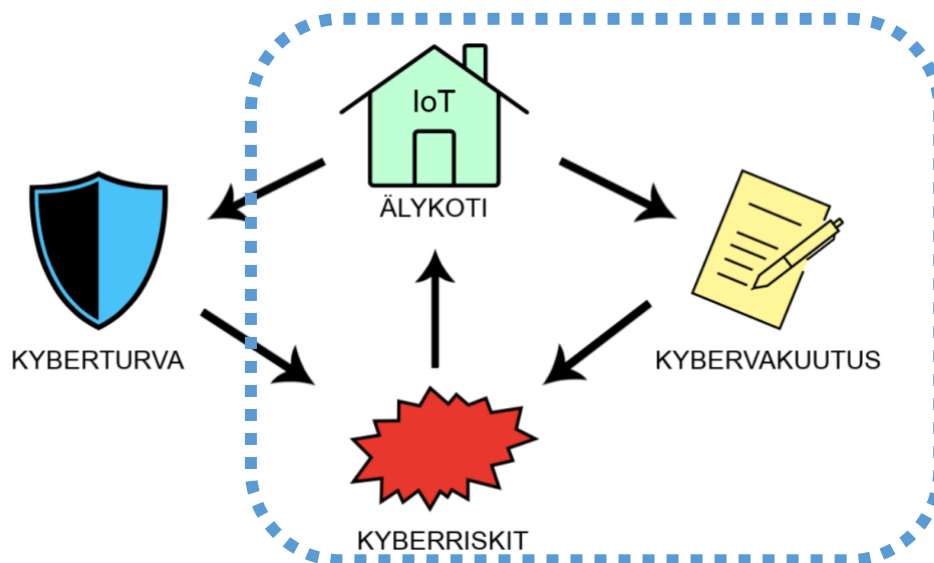 IoT
ÄLYKOTI
KYBERTURVA
KYBERVAKUUTUS
KYBERRISKIT